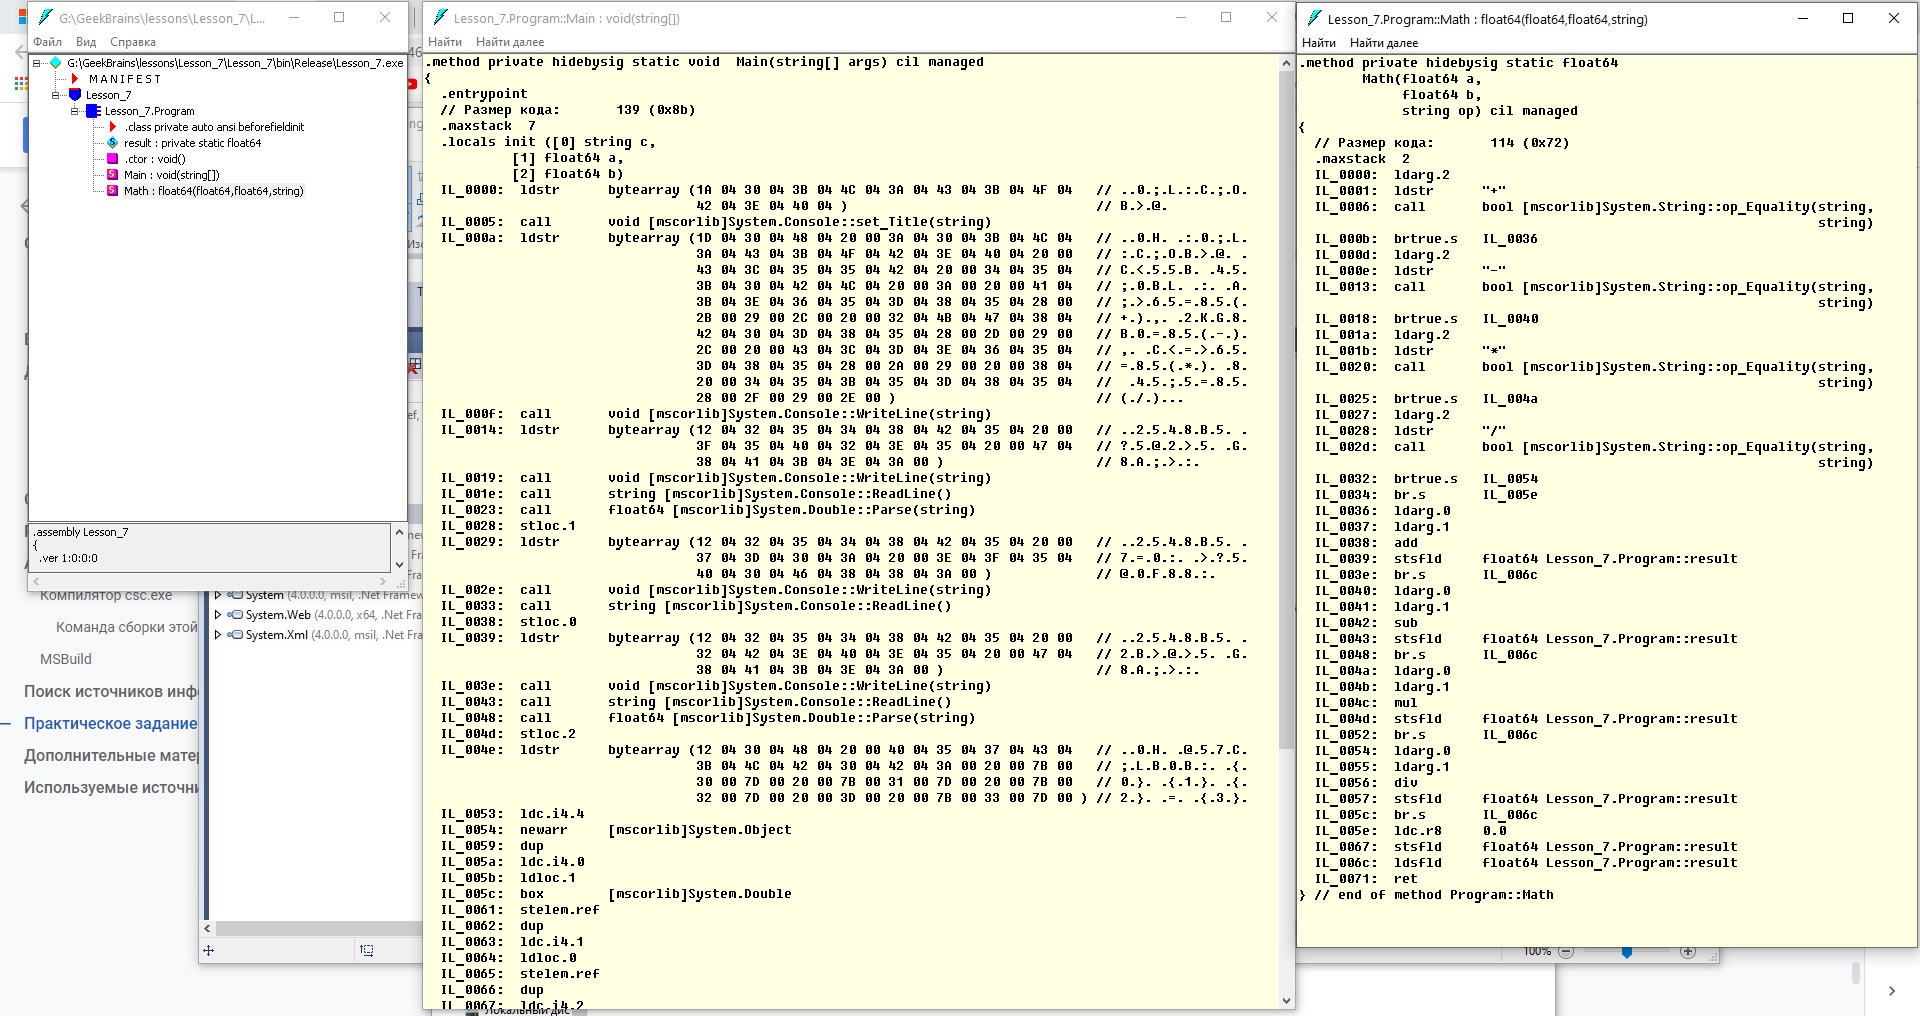 G:\GeekBrains\lessons\Lesson_7\L...
Файл Вид Справка
G:\GeekBrains\lessons\Lesson_7\Lesson_7\bin\Release\Lesson_7.exe
M A N I F E S T
Lesson_7
Lesson_7.Program
.class private auto ansi beforefieldinit
result : private static float64
.ctor : void()
Main : void(string[])
Math : float64(float64,float64,string)
.assembly Lesson_7
{
.ver 1:0:0:0
Компилятор csc.exe
Команда сборки этой
MSBuild
Поиск источников инф
Практическое задание
Дополнительные мате
Используемые источни
System (4.0.0.0, msil, .Net Framew
System.Web (4.0.0.0, x64, .Net Fra
System.Xml (4.0.0.0, msil, .Net Fra
Lesson_7.Program::Main : void(string[])
Найти Найти далее
.method private hidebysig static void  Main(string[] args) cil managed
{
.entrypoint
// Размер кода: 139 (0x8b)
.maxstack  7
.locals init ([0] string c,
[1] float64 a,
[2] float64 b)
IL_0000:  ldstr      bytearray (1A 04 30 04 3B 04 4C 04 3A 04 43 04 3B 04 4F 04   // ..0.;.L.:.C.;.O.
42 04 3E 04 40 04 )                               // B.>.@.
IL_0005:  call       void [mscorlib]System.Console::set_Title(string)
IL_000a:  ldstr      bytearray (1D 04 30 04 48 04 20 00 3A 04 30 04 3B 04 4C 04   // ..0.H. .:.0.;.L.
3A 04 43 04 3B 04 4F 04 42 04 3E 04 40 04 20 00   // :.C.;.O.B.>.@. .
43 04 3C 04 35 04 35 04 42 04 20 00 34 04 35 04   // C.<.5.5.B. .4.5.
3B 04 30 04 42 04 4C 04 20 00 3A 00 20 00 41 04   // ;.0.B.L. .:. .A.
3B 04 3E 04 36 04 35 04 3D 04 38 04 35 04 28 00   // ;.>.6.5.=.8.5.(.
2B 00 29 00 2C 00 20 00 32 04 4B 04 47 04 38 04   // +.).,. .2.K.G.8.
42 04 30 04 3D 04 38 04 35 04 28 00 2D 00 29 00   // B.0.=.8.5.(.-.).
2C 00 20 00 43 04 3C 04 3D 04 3E 04 36 04 35 04   // ,. .C.<.=.>.6.5.
3D 04 38 04 35 04 28 00 2A 00 29 00 20 00 38 04   // =.8.5.(.*.). .8.
20 00 34 04 35 04 3B 04 35 04 3D 04 38 04 35 04   //  .4.5.;.5.=.8.5.
28 00 2F 00 29 00 2E 00 )                         // (./.)...
IL_000f:  call       void [mscorlib]System.Console::WriteLine(string)
IL_0014:  ldstr      bytearray (12 04 32 04 35 04 34 04 38 04 42 04 35 04 20 00   // ..2.5.4.8.B.5. .
3F 04 35 04 40 04 32 04 3E 04 35 04 20 00 47 04   // ?.5.@.2.>.5. .G.
38 04 41 04 3B 04 3E 04 3A 00 )                   // 8.A.;.>.:.
IL_0019:  call       void [mscorlib]System.Console::WriteLine(string)
IL_001e:  call       string [mscorlib]System.Console::ReadLine()
IL_0023:  call       float64 [mscorlib]System.Double::Parse(string)
IL_0028:  stloc.1
IL_0029:  ldstr      bytearray (12 04 32 04 35 04 34 04 38 04 42 04 35 04 20 00   // ..2.5.4.8.B.5. .
37 04 3D 04 30 04 3A 04 20 00 3E 04 3F 04 35 04   // 7.=.0.:. .>.?.5.
40 04 30 04 46 04 38 04 38 04 3A 00 )             // @.0.F.8.8.:.
IL_002e:  call       void [mscorlib]System.Console::WriteLine(string)
IL_0033:  call       string [mscorlib]System.Console::ReadLine()
IL_0038:  stloc.0
IL_0039:  ldstr      bytearray (12 04 32 04 35 04 34 04 38 04 42 04 35 04 20 00   // ..2.5.4.8.B.5. .
32 04 42 04 3E 04 40 04 3E 04 35 04 20 00 47 04   // 2.B.>.@.>.5. .G.
38 04 41 04 3B 04 3E 04 3A 00 )                   // 8.A.;.>.:.
IL_003e:  call       void [mscorlib]System.Console::WriteLine(string)
IL_0043:  call       string [mscorlib]System.Console::ReadLine()
IL_0048:  call       float64 [mscorlib]System.Double::Parse(string)
IL_004d:  stloc.2
IL_004e:  ldstr      bytearray (12 04 30 04 48 04 20 00 40 04 35 04 37 04 43 04   // ..0.H. .@.5.7.C.
3B 04 4C 04 42 04 30 04 42 04 3A 00 20 00 7B 00   // ;.L.B.0.B.:. .{.
30 00 7D 00 20 00 7B 00 31 00 7D 00 20 00 7B 00   // 0.}. .{.1.}. .{.
32 00 7D 00 20 00 3D 00 20 00 7B 00 33 00 7D 00 ) // 2.}. .=. .{.3.}.
IL_0053:  ldc.i4.4
IL_0054:  newarr     [mscorlib]System.Object
IL_0059:  dup
IL_005a:  ldc.i4.0
IL_005b:  ldloc.1
IL_005c:  box        [mscorlib]System.Double
IL_0061:  stelem.ref
IL_0062:  dup
IL_0063:  ldc.i4.1
IL_0064:  ldloc.0
IL_0065:  stelem.ref
IL_0066:  dup
IL_0067:  ldc.i4.2
Локальный дис
Lesson_7.Program::Math : float64(float64,float64,string)
Найти Найти далее
.method private hidebysig static float64
Math(float64 a,
float64 b,
string op) cil managed
{
// Размер кода: 114 (0x72)
.maxstack  2
IL_0000:  ldarg.2
IL_0001:  ldstr      "+"
IL_0006:  call       bool [mscorlib]System.String::op_Equality(string,
string)
IL_000b:  brtrue.s   IL_0036
IL_000d:  ldarg.2
IL_000e:  ldstr      "-"
IL_0013:  call       bool [mscorlib]System.String::op_Equality(string,
string)
IL_0018:  brtrue.s   IL_0040
IL_001a:  ldarg.2
IL_001b:  ldstr      "*"
IL_0020:  call       bool [mscorlib]System.String::op_Equality(string,
string)
IL_0025:  brtrue.s   IL_004a
IL_0027:  ldarg.2
IL_0028:  ldstr      "/"
IL_002d:  call       bool [mscorlib]System.String::op_Equality(string,
string)
IL_0032:  brtrue.s   IL_0054
IL_0034:  br.s       IL_005e
IL_0036:  ldarg.0
IL_0037:  ldarg.1
IL_0038:  add
IL_0039:  stsfld     float64 Lesson_7.Program::result
IL_003e:  br.s       IL_006c
IL_0040:  ldarg.0
IL_0041:  ldarg.1
IL_0042:  sub
IL_0043:  stsfld     float64 Lesson_7.Program::result
IL_0048:  br.s       IL_006c
IL_004a:  ldarg.0
IL_004b:  ldarg.1
IL_004c:  mul
IL_004d:  stsfld     float64 Lesson_7.Program::result
IL_0052:  br.s       IL_006c
IL_0054:  ldarg.0
IL_0055:  ldarg.1
IL_0056:  div
IL_0057:  stsfld     float64 Lesson_7.Program::result
IL_005c:  br.s       IL_006c
IL_005e:  ldc.r8     0.0
IL_0067:  stsfld     float64 Lesson_7.Program::result
IL_006c:  ldsfld     float64 Lesson_7.Program::result
IL_0071:  ret
} // end of method Program::Math
100%